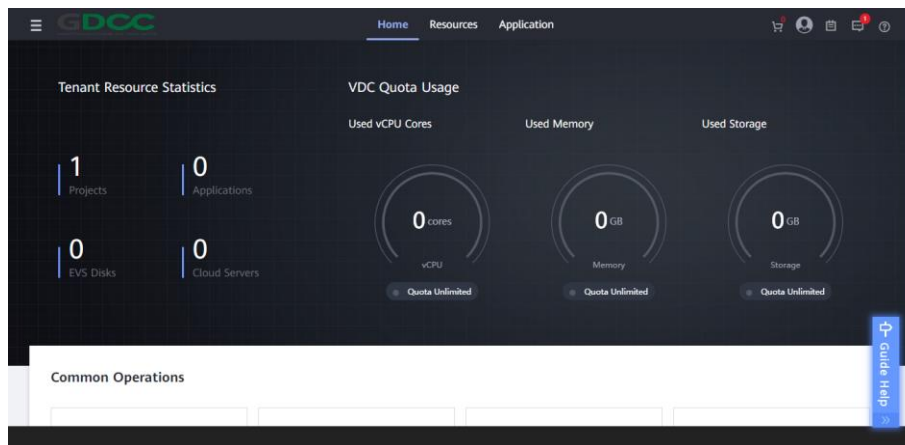 GDCC Home Resources Application 0 1
Tenant Resource Statistics
VDC Quota Usage
Used vCPU Cores Used Memory Used Storage
1 0
Projects Applications
0 0
EVS Disks Cloud Servers
0 cores 0 GB 0 GB
vCPU Memory Storage
Quota Unlimited Quota Unlimited Quota Unlimited
Guide Help
Common Operations